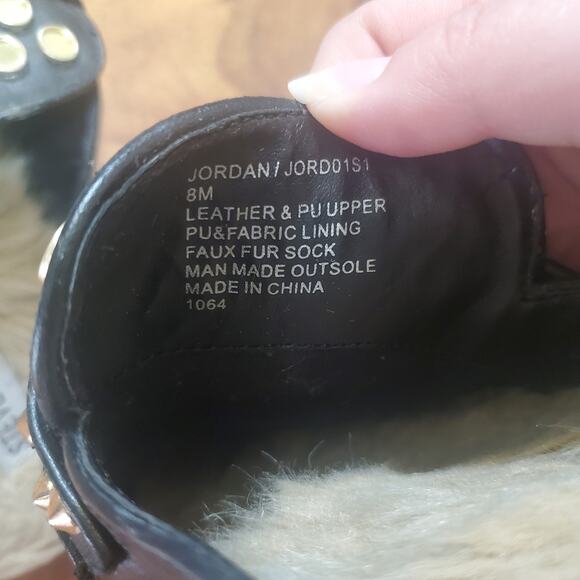 JORDAN/JORD01S1
8M
LEATHER & PU UPPER
PU&FABRIC LINING
FAUX FUR SOCK
MAN MADE OUTSOLE
MADE IN CHINA
1064